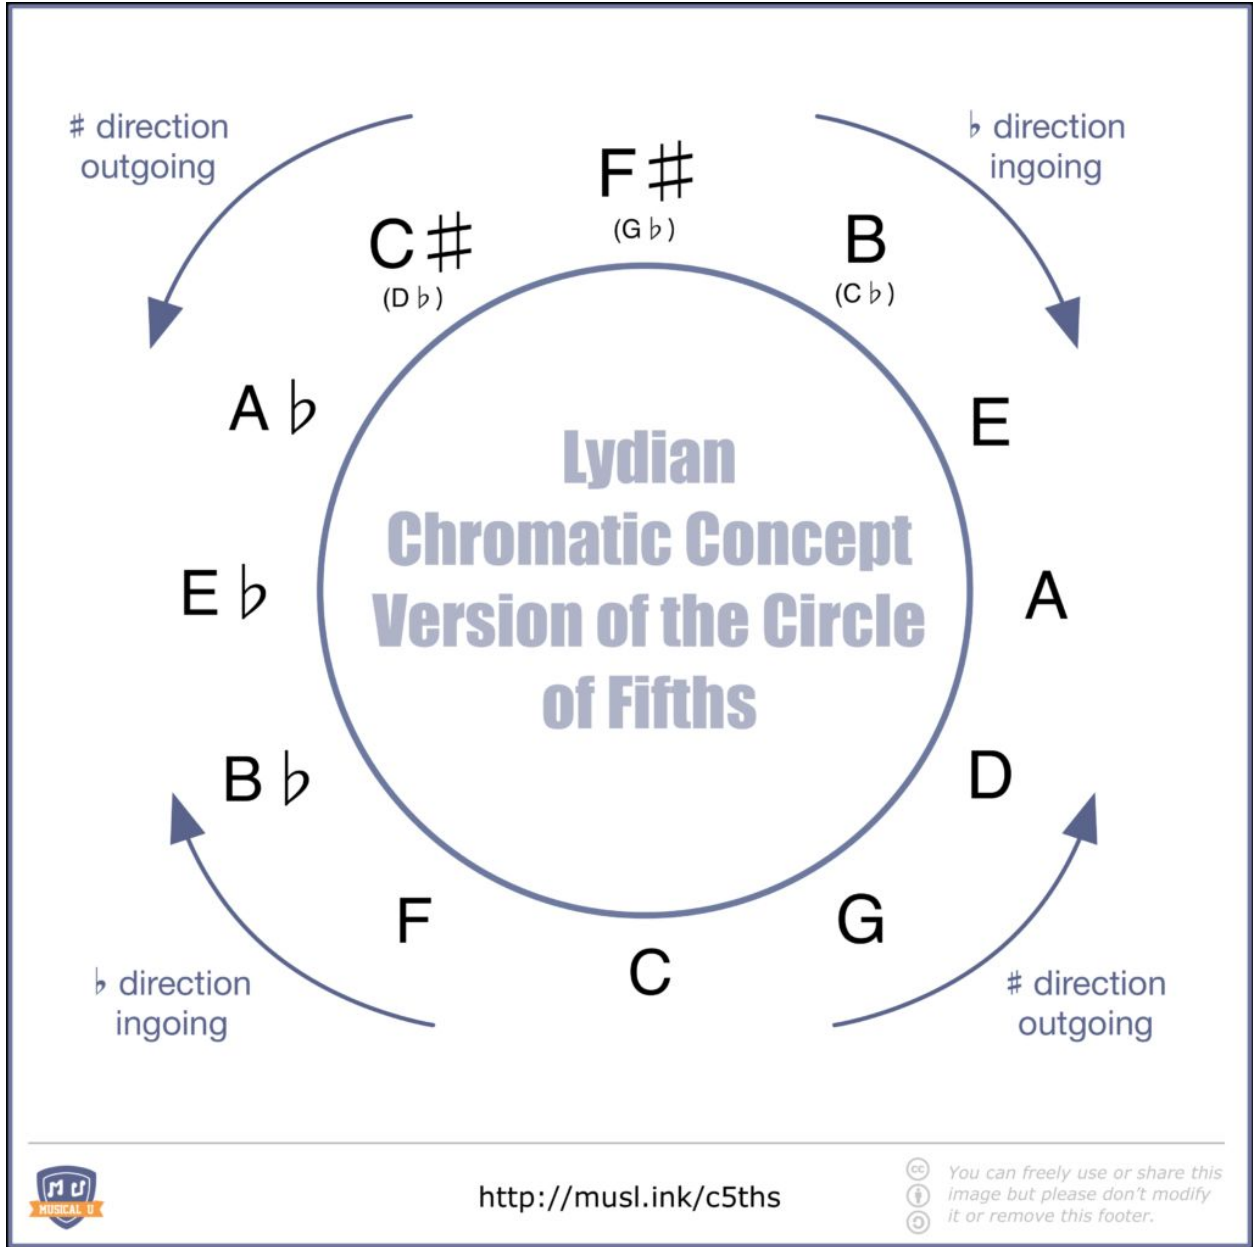 ♯ direction
outgoing
♭ direction
ingoing
F♯
(G♭)
C♯
(D♭)
B
(C♭)
A♭
E
Lydian
Chromatic Concept
Version of the Circle
of Fifths
E♭
A
B♭
D
F
G
C
♭ direction
ingoing
♯ direction
outgoing
MU
MUSICAL U
http://musl.ink/c5ths
cc
You can freely use or share this
image but please don't modify
it or remove this footer.